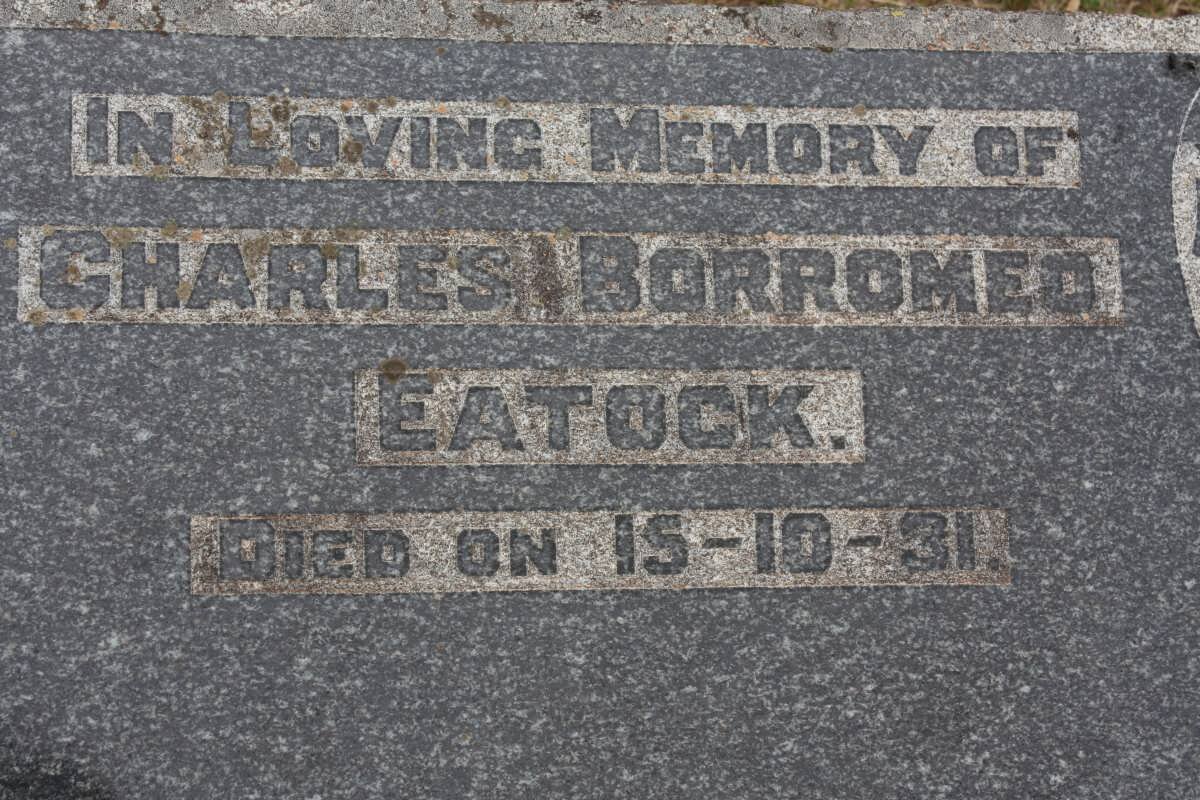 In Loving Memory of
Charles Borromeo
Eatock.
Died on 15-10-31.